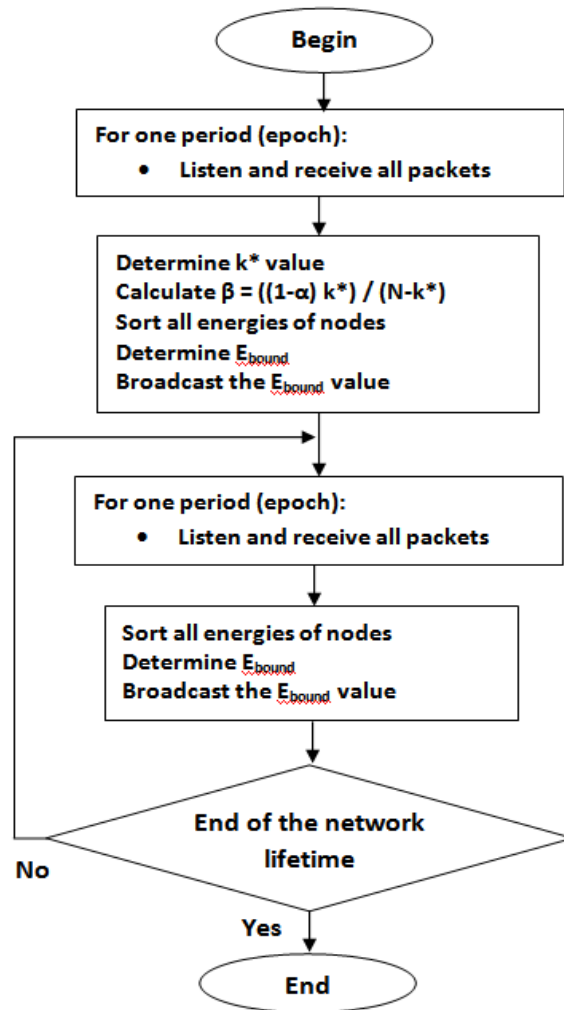 Begin
For one period (epoch):
• Listen and receive all packets
Determine k* value
Calculate β = ((1-α) k*) / (N-k*)
Sort all energies of nodes
Determine Ebound
Broadcast the Ebound value
For one period (epoch):
• Listen and receive all packets
Sort all energies of nodes
Determine Ebound
Broadcast the Ebound value
End of the network
lifetime
No
Yes
End